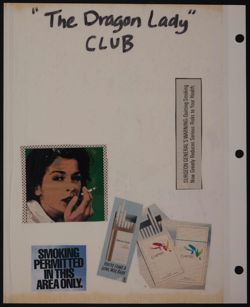 "The Dragon Lady"
CLUB
SURGEON GENERAL'S WARNING: Quitting Smoking
Now Greatly Reduces Serious Risks to Your Health.
SMOKING
PERMITTED
IN THIS
AREA ONLY.